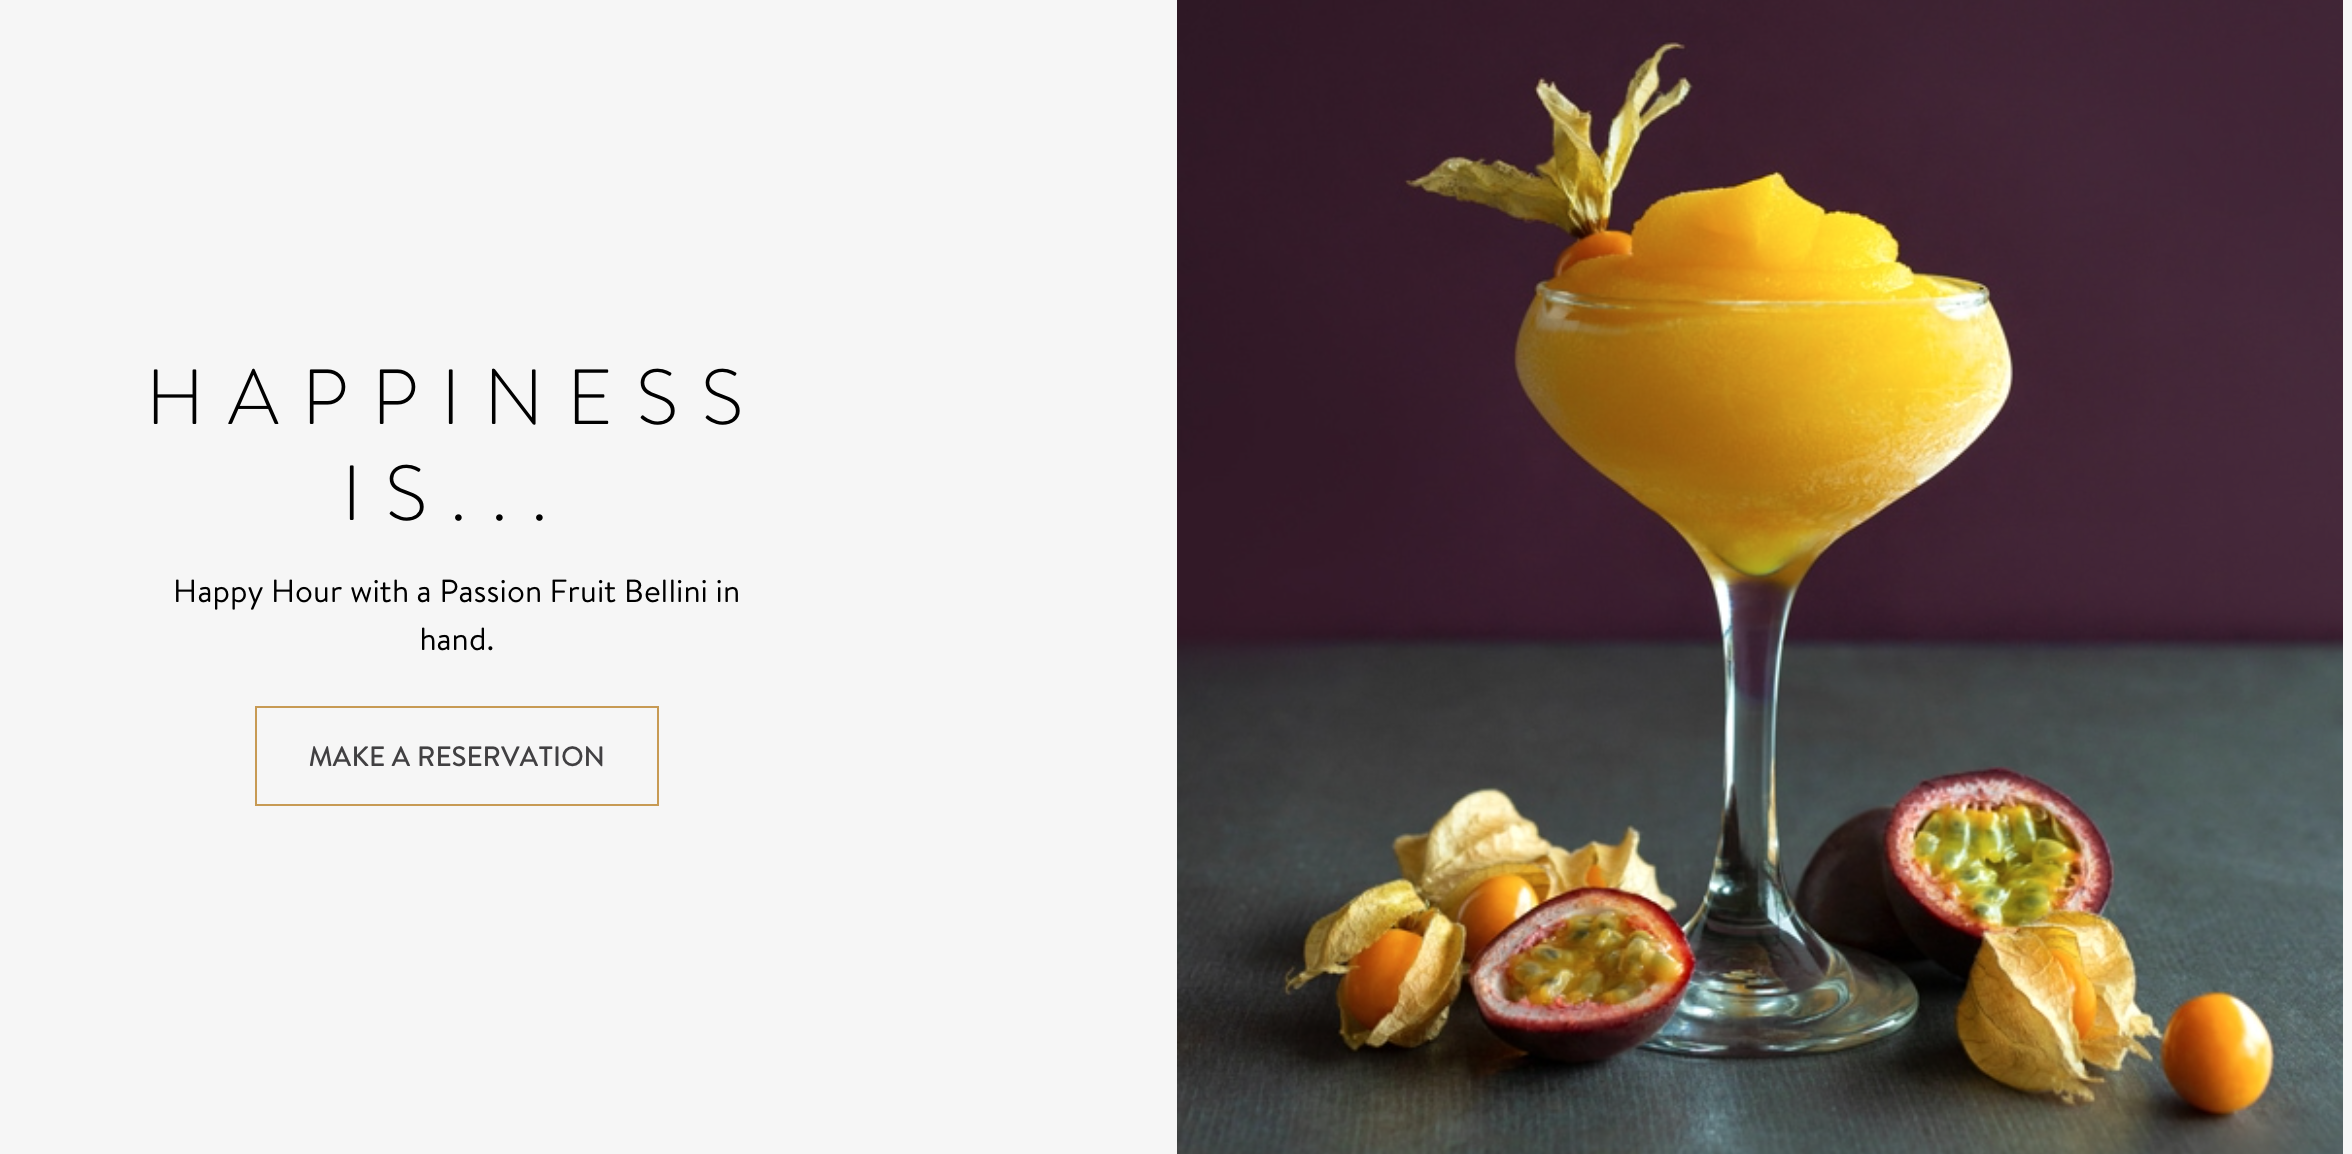 HAPPINESS
IS...
Happy Hour with a Passion Fruit Bellini in
hand.
MAKE A RESERVATION